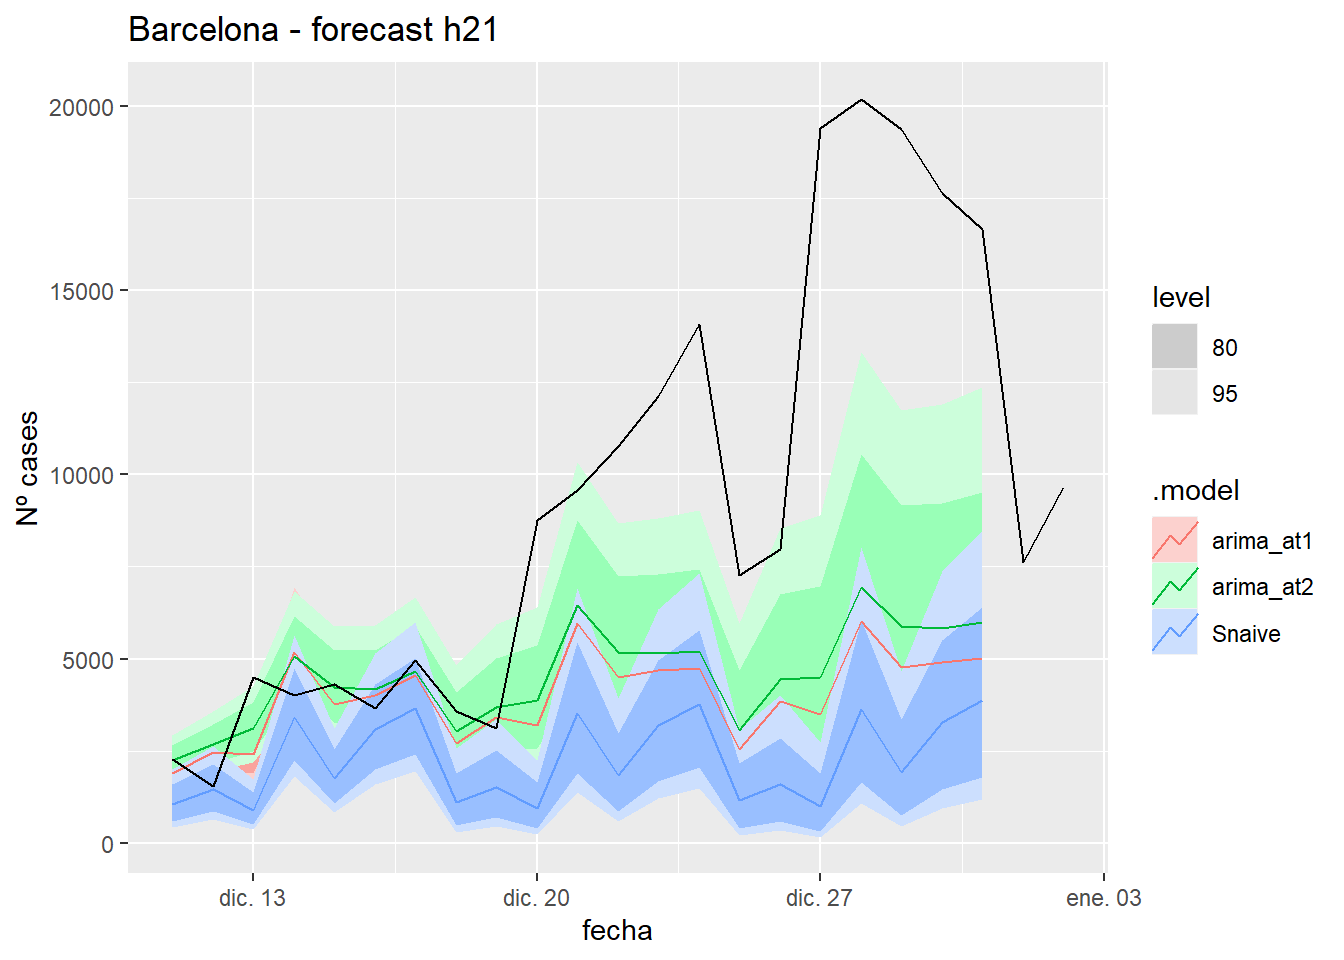 Barcelona - forecast h21
20000
15000
10000
5000
0
Nº cases
dic. 13
dic. 20
dic. 27
ene. 03
fecha
level
80
95
.model
arima_at1
arima_at2
Snaive